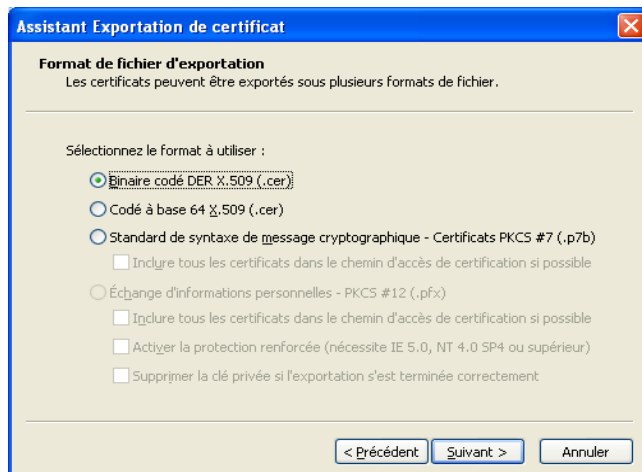 Assistant Exportation de certificat
Format de fichier d'exportation
Les certificats peuvent être exportés sous plusieurs formats de fichier.
Sélectionnez le format à utiliser :
Binaire codé DER X.509 (.cer)
Codé à base 64 X.509 (.cer)
Standard de syntaxe de message cryptographique - Certificats PKCS #7 (.p7b)
Inclure tous les certificats dans le chemin d'accès de certification si possible
Échange d'informations personnelles - PKCS #12 (.pfx)
Inclure tous les certificats dans le chemin d'accès de certification si possible
Activer la protection renforcée (nécessite IE 5.0, NT 4.0 SP4 ou supérieur)
Supprimer la clé privée si l'exportation s'est terminée correctement
< Précédent Suivant > Annuler